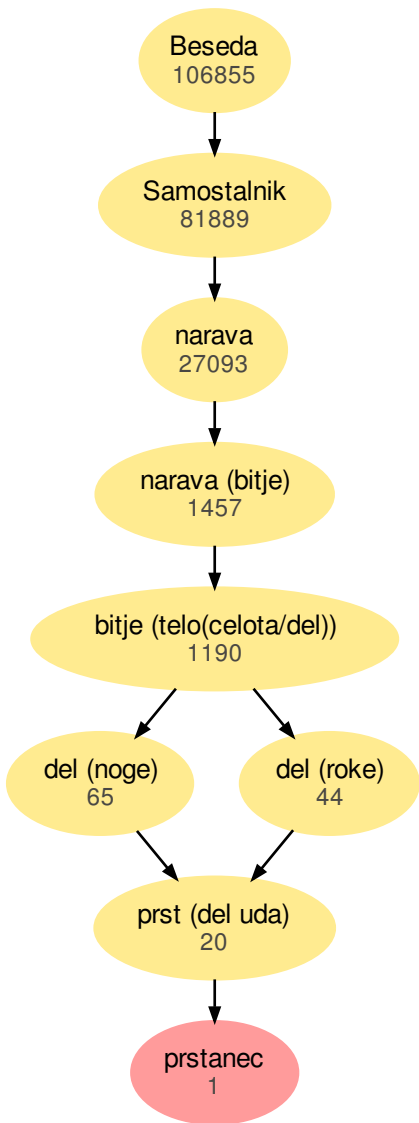 Beseda
106855
Samostalnik
81889
narava
27093
narava (bitje)
1457
bitje (telo(celota/del))
1190
del (noge)
65
del (roke)
44
prst (del uda)
20
prstanec
1